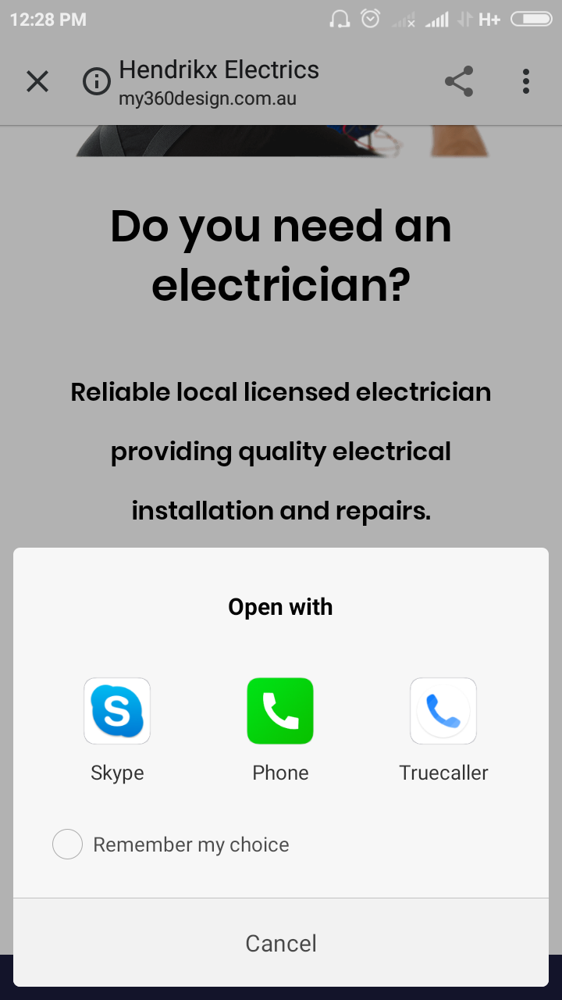 12:28 PM H+
Hendrikx Electrics
my360design.com.au
Do you need an
electrician?
Reliable local licensed electrician
providing quality electrical
installation and repairs.
Open with
Skype Phone Truecaller
Remember my choice
Cancel